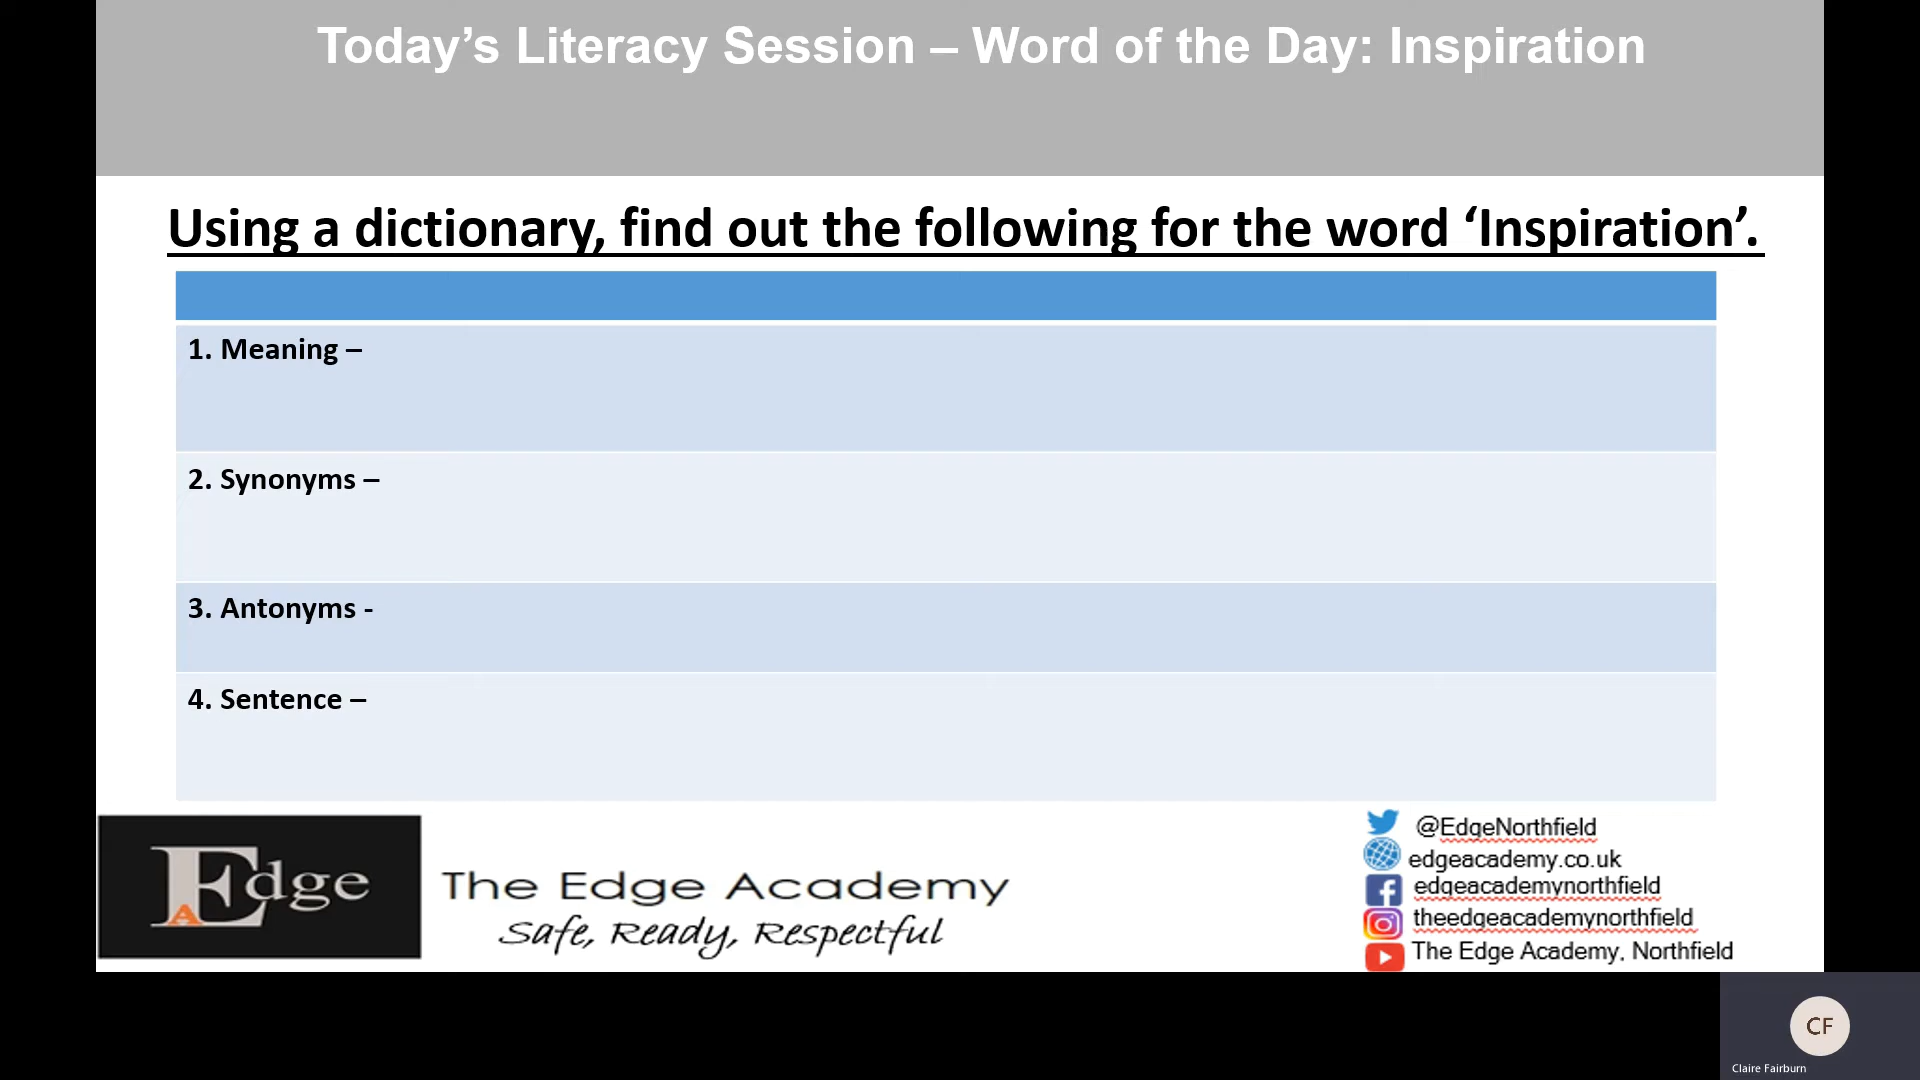 Today’s Literacy Session – Word of the Day: Inspiration
Using a dictionary, find out the following for the word ‘Inspiration’.
1. Meaning –
2. Synonyms –
3. Antonyms -
4. Sentence –
Edge
A
The Edge Academy
Safe, Ready, Respectful
@EdgeNorthfield
edgeacademy.co.uk
edgeacademynorthfield
theedgeacademynorthfield
The Edge Academy, Northfield
CF
Claire Fairburn